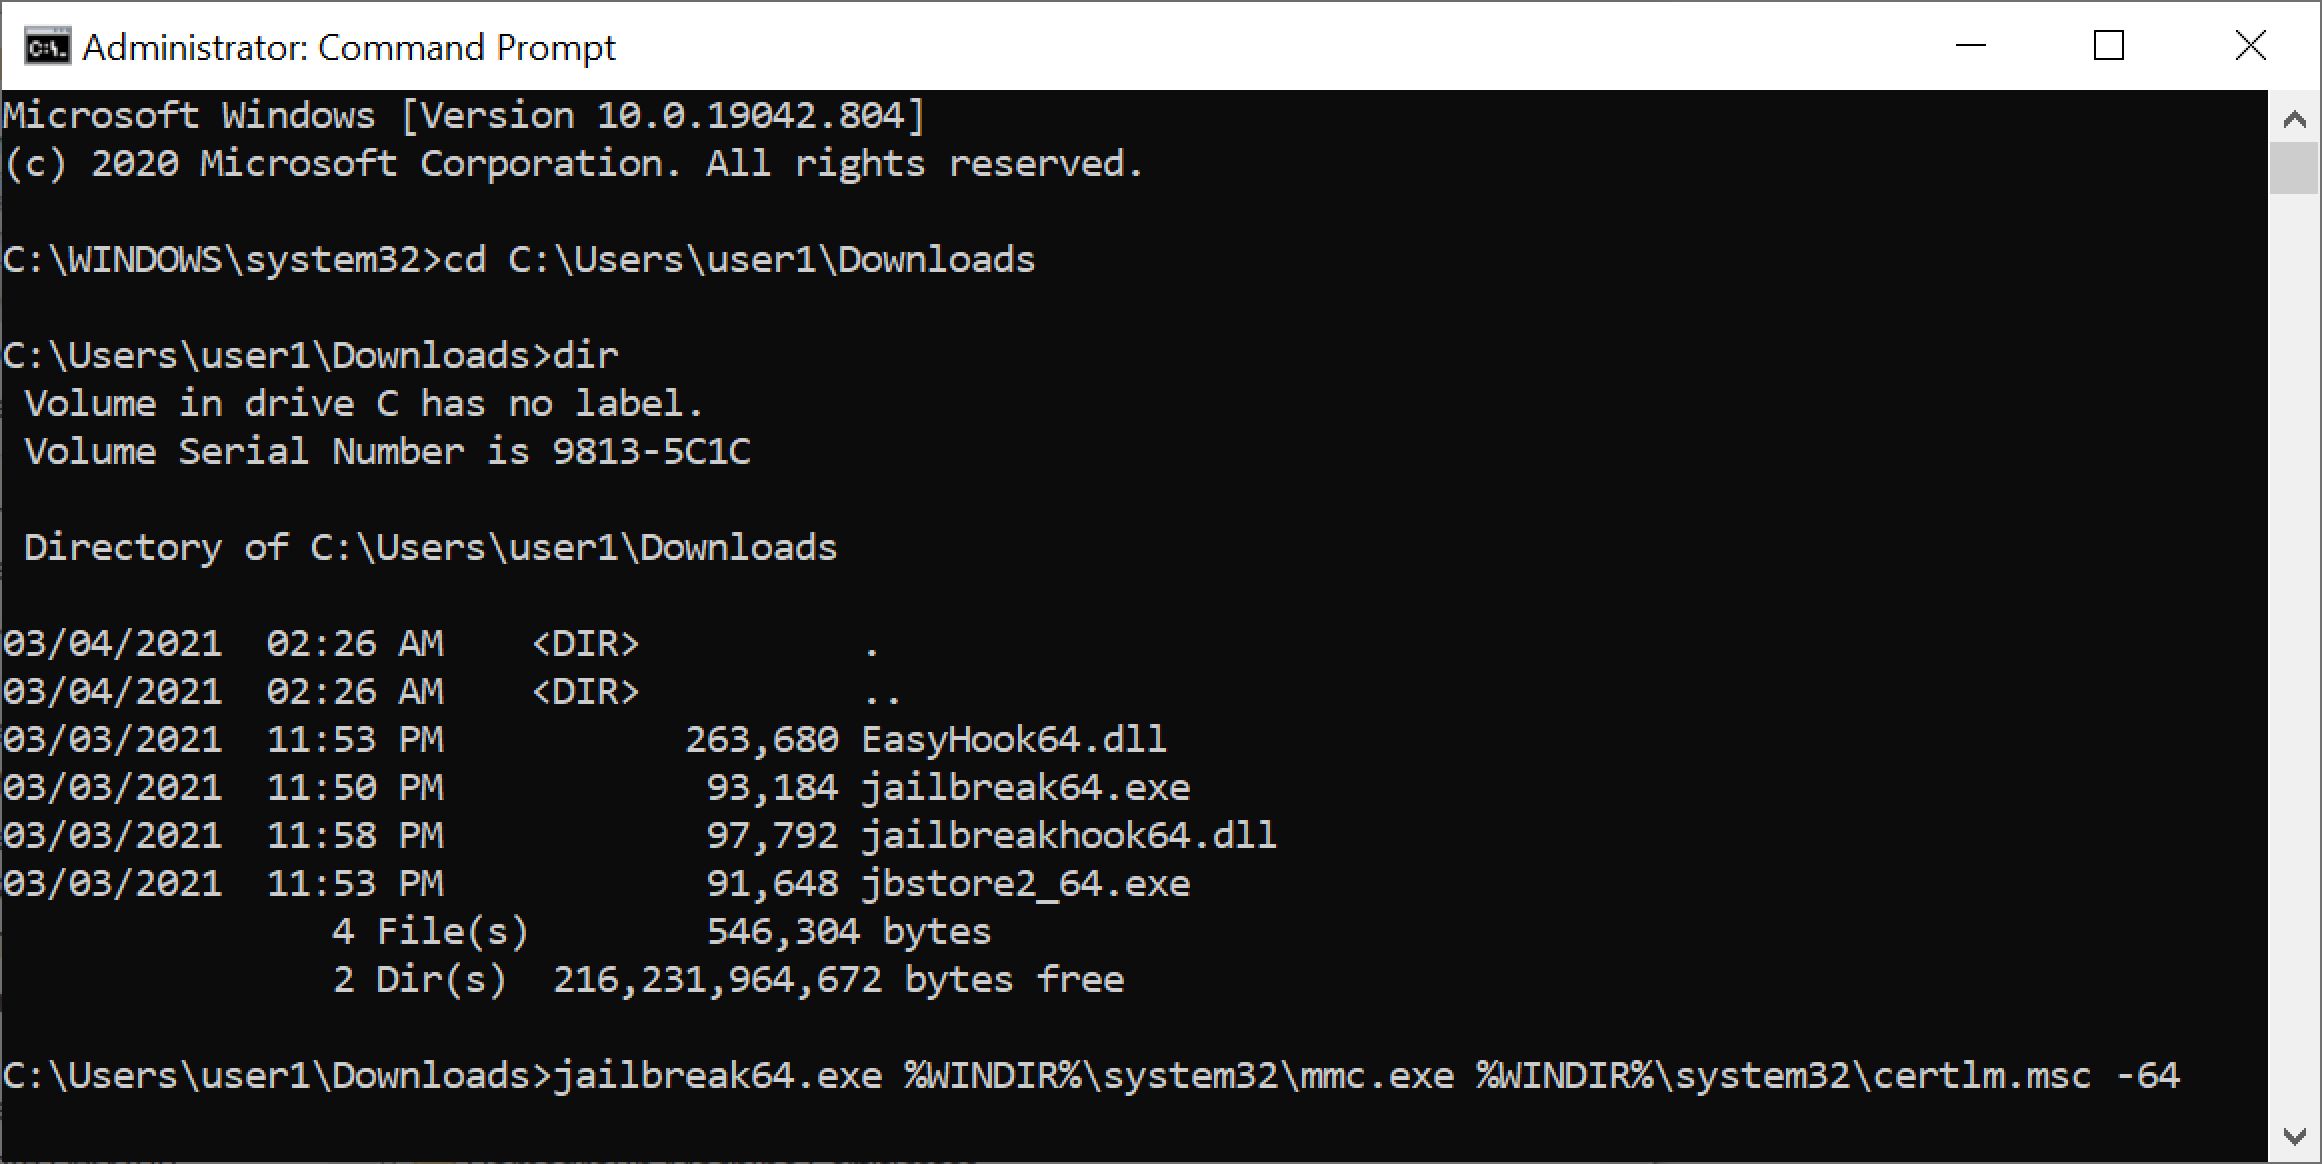 Administrator: Command Prompt
Microsoft Windows [Version 10.0.19042.804]
(c) 2020 Microsoft Corporation. All rights reserved.
C:\WINDOWS\system32>cd C:\Users\user1\Downloads
C:\Users\user1\Downloads>dir
Volume in drive C has no label.
Volume Serial Number is 9813-5C1C
Directory of C:\Users\user1\Downloads
03/04/2021  02:26 AM    <DIR>          .
03/04/2021  02:26 AM    <DIR>          ..
03/03/2021  11:53 PM           263,680 EasyHook64.dll
03/03/2021  11:50 PM            93,184 jailbreak64.exe
03/03/2021  11:58 PM            97,792 jailbreakhook64.dll
03/03/2021  11:53 PM            91,648 jbstore2_64.exe
4 File(s)        546,304 bytes
2 Dir(s)  216,231,964,672 bytes free
C:\Users\user1\Downloads>jailbreak64.exe %WINDIR%\system32\mmc.exe %WINDIR%\system32\certlm.msc -64